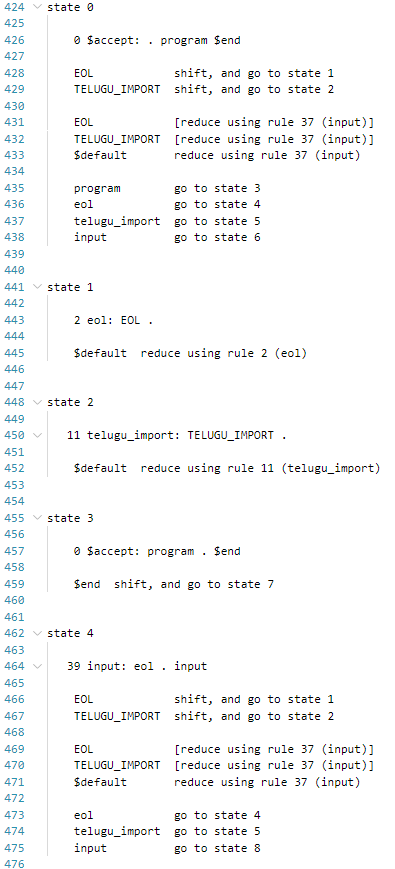 424 state 0
425
426 0 $accept: . program $end
427
428 EOL shift, and go to state 1
429 TELUGU_IMPORT shift, and go to state 2
430
431 EOL [reduce using rule 37 (input)]
432 TELUGU_IMPORT [reduce using rule 37 (input)]
433 $default reduce using rule 37 (input)
434
435 program go to state 3
436 eol go to state 4
437 telugu_import go to state 5
438 input go to state 6
439
440
441 state 1
442
443 2 eol: EOL .
444
445 $default reduce using rule 2 (eol)
446
447
448 state 2
449
450 11 telugu_import: TELUGU_IMPORT .
451
452 $default reduce using rule 11 (telugu_import)
453
454
455 state 3
456
457 0 $accept: program . $end
458
459 $end shift, and go to state 7
460
461
462 state 4
463
464 39 input: eol . input
465
466 EOL shift, and go to state 1
467 TELUGU_IMPORT shift, and go to state 2
468
469 EOL [reduce using rule 37 (input)]
470 TELUGU_IMPORT [reduce using rule 37 (input)]
471 $default reduce using rule 37 (input)
472
473 eol go to state 4
474 telugu_import go to state 5
475 input go to state 8
476